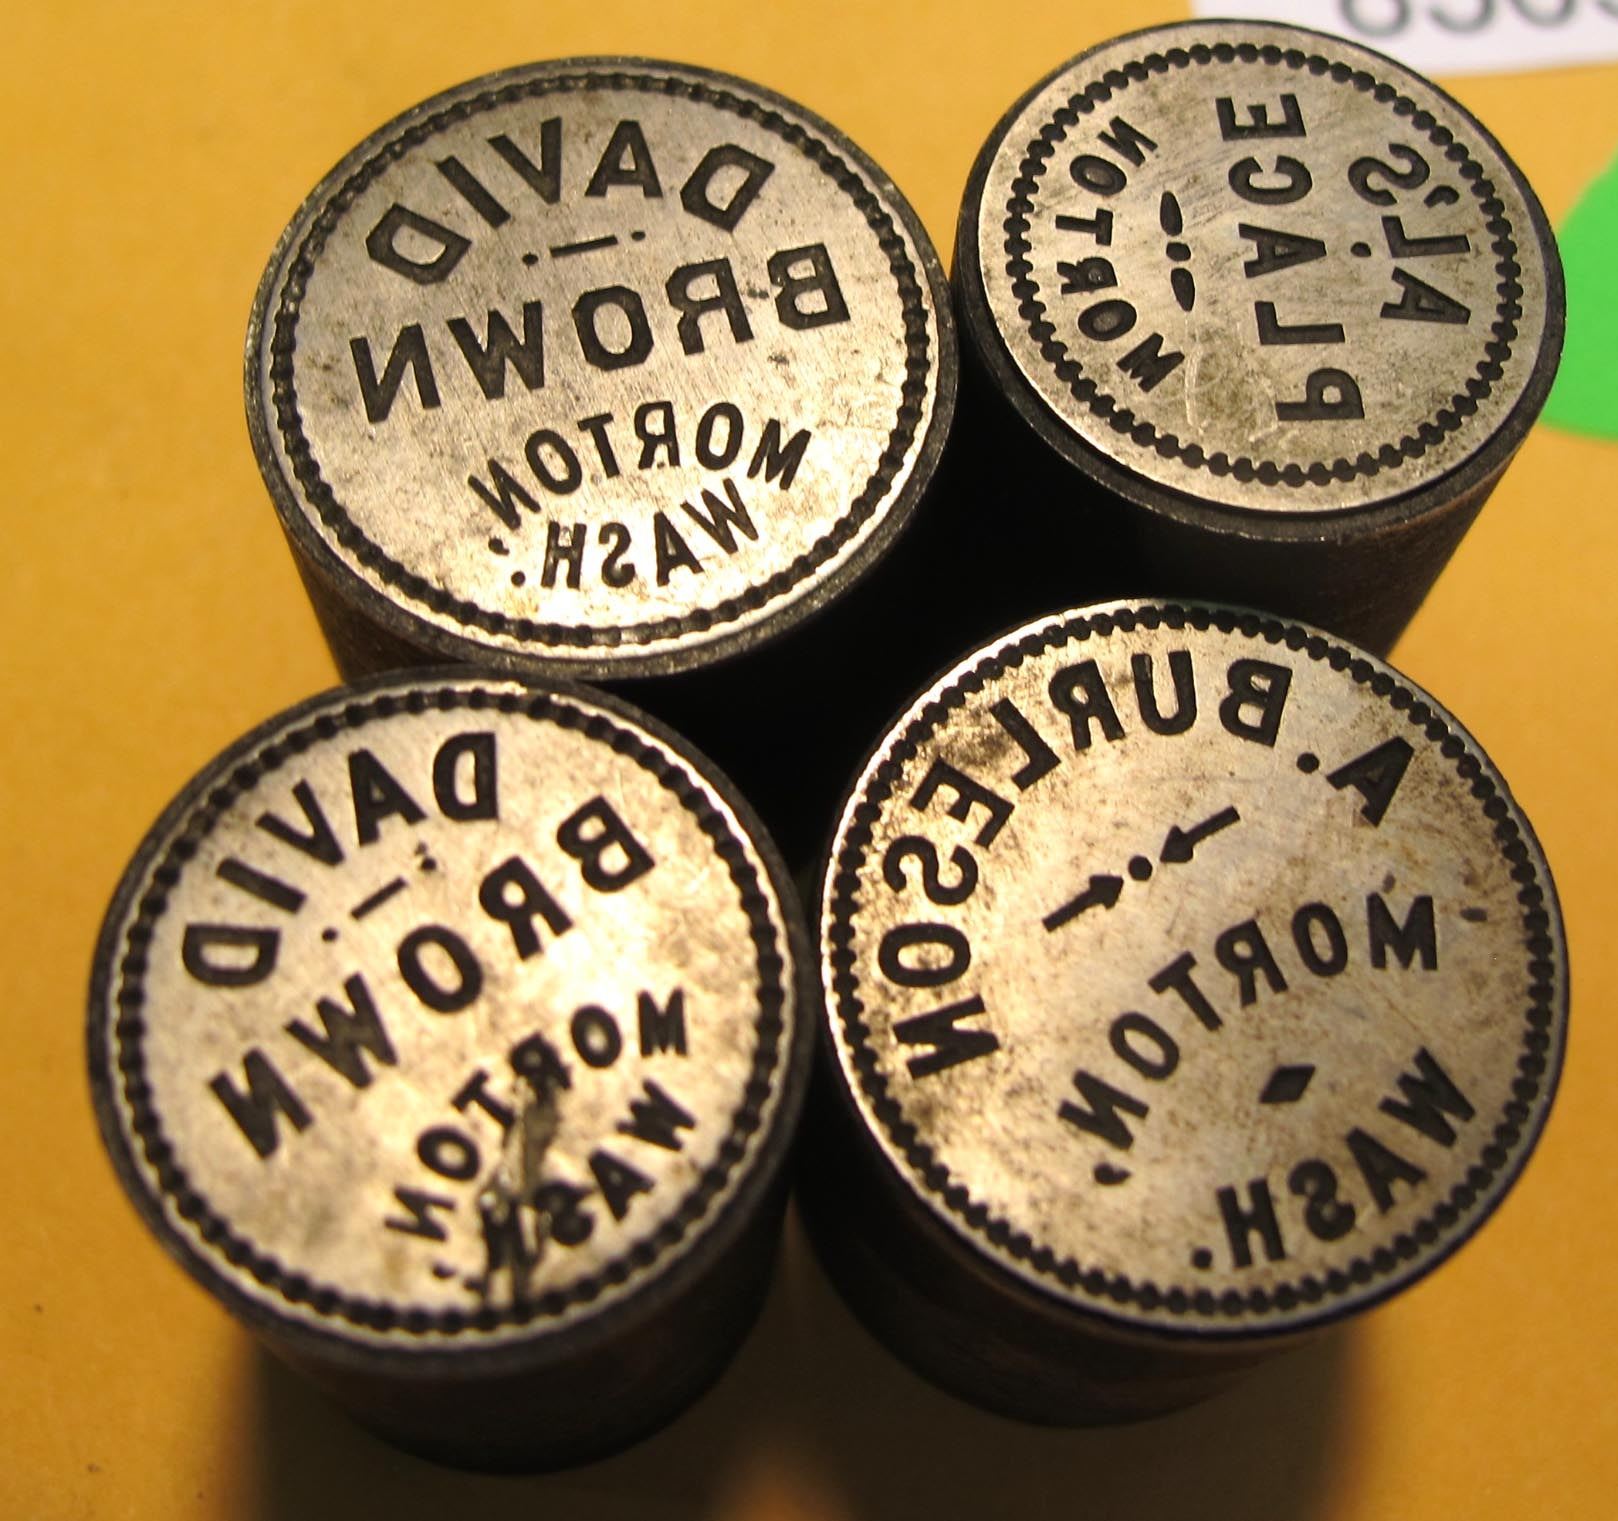 DAVID
BROWN
MORTON,
WASH.
AL'S
PLACE
MORTON
DAVID
BROWN
MORTON,
WASH.
A. BURLESON
MORTON,
WASH.